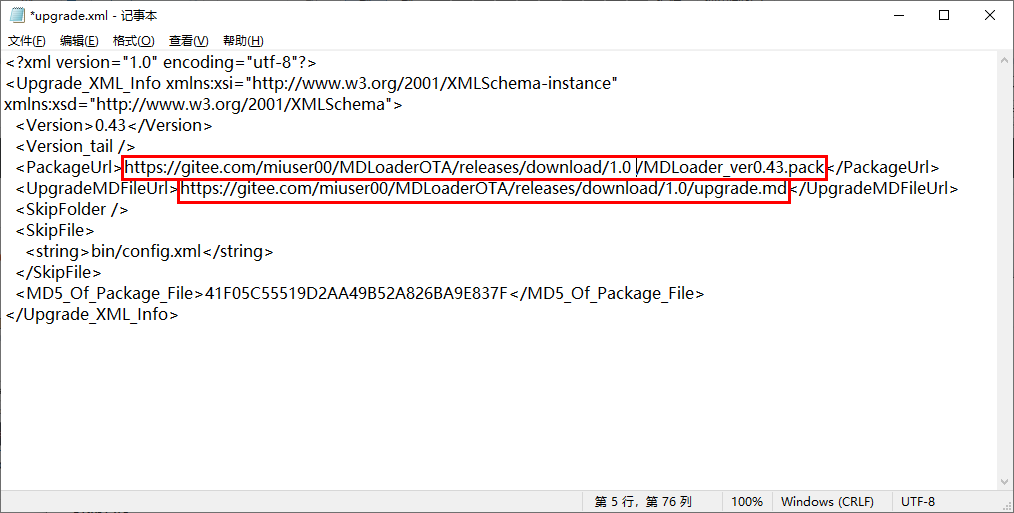 *upgrade.xml - 记事本
文件(F) 编辑(E) 格式(O) 查看(V) 帮助(H)
<?xml version="1.0" encoding="utf-8"?>
<Upgrade_XML_Info xmlns:xsi="http://www.w3.org/2001/XMLSchema-instance"
xmlns:xsd="http://www.w3.org/2001/XMLSchema">
  <Version>0.43</Version>
  <Version_tail />
  <PackageUrl>https://gitee.com/miuser00/MDLoaderOTA/releases/download/1.0 /MDLoader_ver0.43.pack</PackageUrl>
  <UpgradeMDFileUrl>https://gitee.com/miuser00/MDLoaderOTA/releases/download/1.0/upgrade.md</UpgradeMDFileUrl>
  <SkipFolder />
  <SkipFile>
    <string>bin/config.xml</string>
  </SkipFile>
  <MD5_Of_Package_File>41F05C55519D2AA49B52A826BA9E837F</MD5_Of_Package_File>
</Upgrade_XML_Info>
第 5 行，第 76 列 100% Windows (CRLF) UTF-8